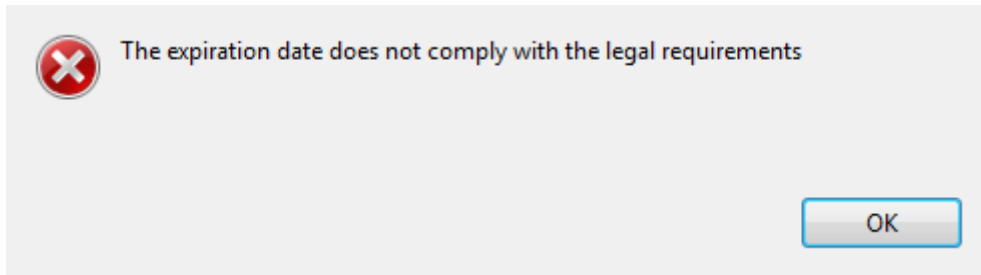 The expiration date does not comply with the legal requirements
OK